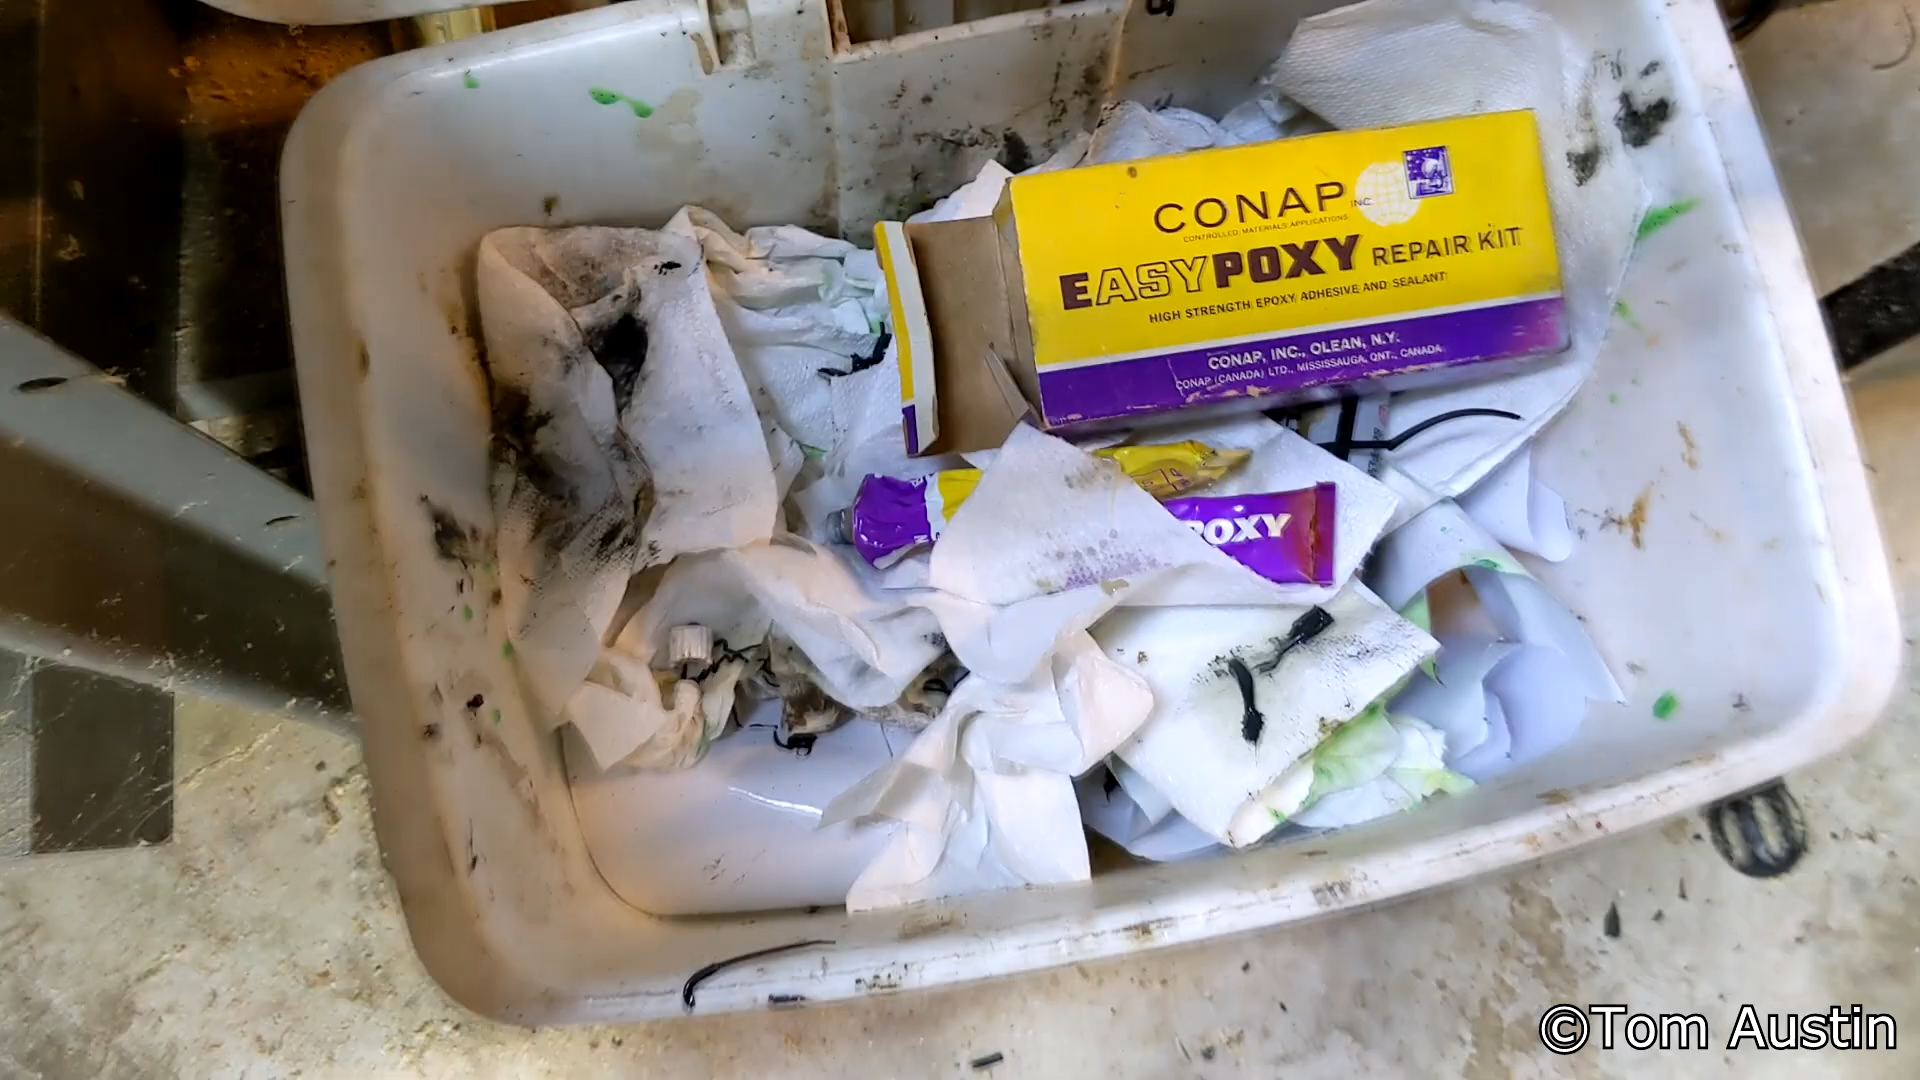 CONAP INC.
CONTROLLED MATERIALS APPLICATIONS
EASYPOXY REPAIR KIT
HIGH STRENGTH EPOXY ADHESIVE AND SEALANT
CONAP, INC., OLEAN, N.Y.
CONAP (CANADA) LTD., MISSISSAUGA, ONT., CANADA
POXY
©Tom Austin